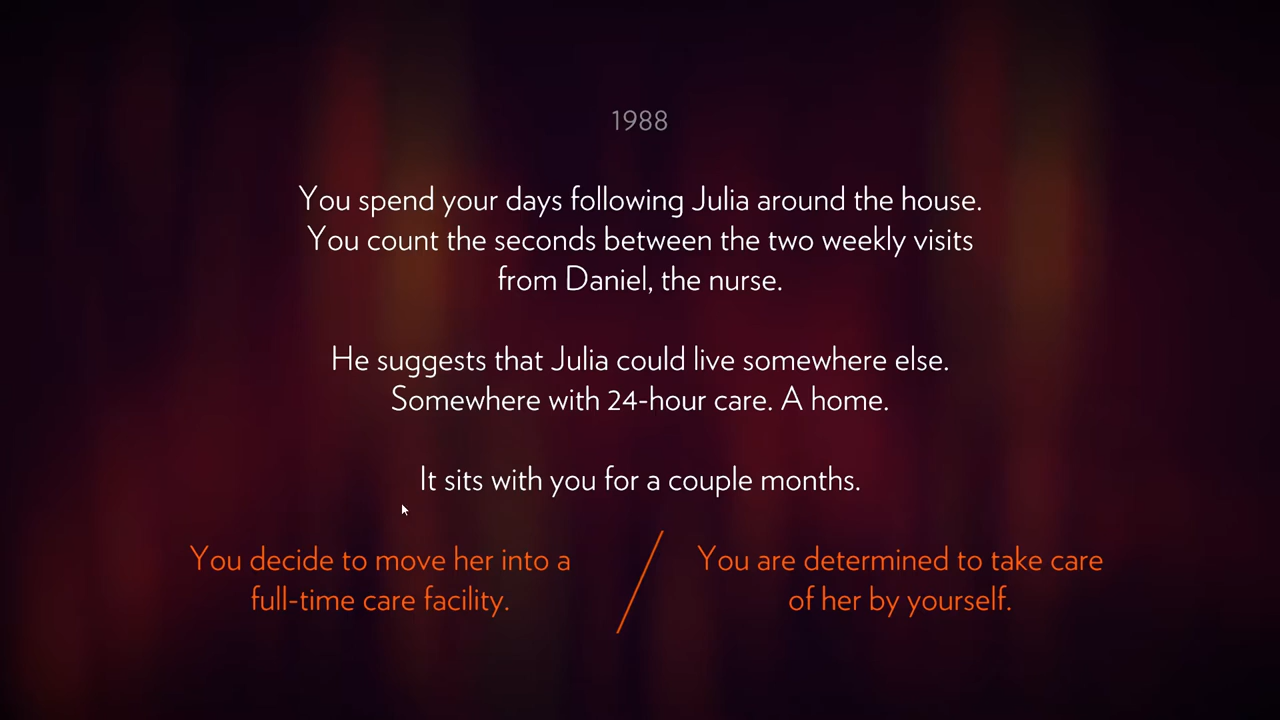 1988
You spend your days following Julia around the house.
You count the seconds between the two weekly visits
from Daniel, the nurse.
He suggests that Julia could live somewhere else.
Somewhere with 24-hour care. A home.
It sits with you for a couple months.
You decide to move her into a
full-time care facility.
You are determined to take care
of her by yourself.